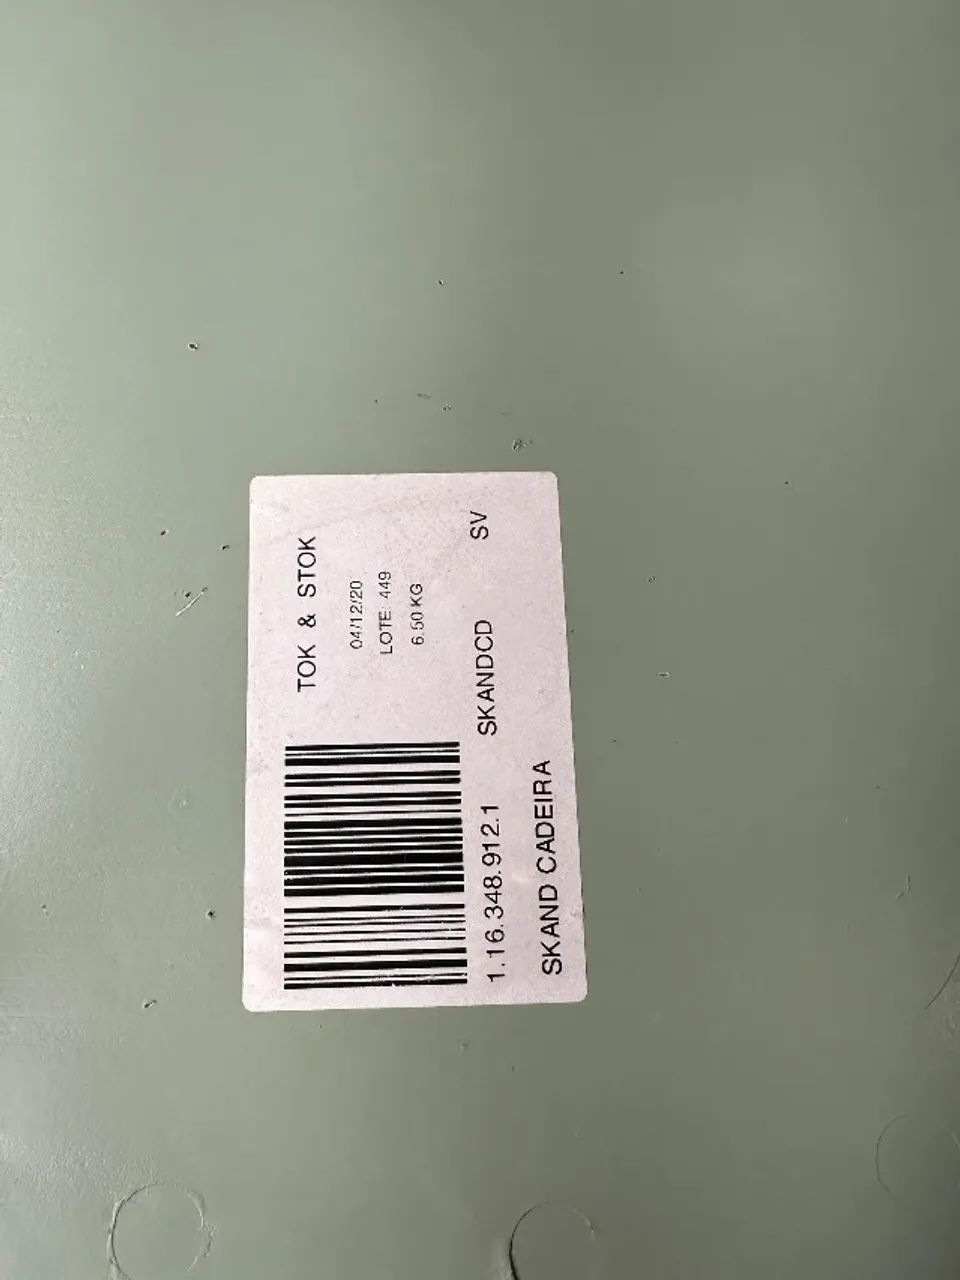 TOK & STOK
04/12/20
LOTE: 449
6.50 KG
1.16.348.912.1 SKANDCD SV
SKAND CADEIRA